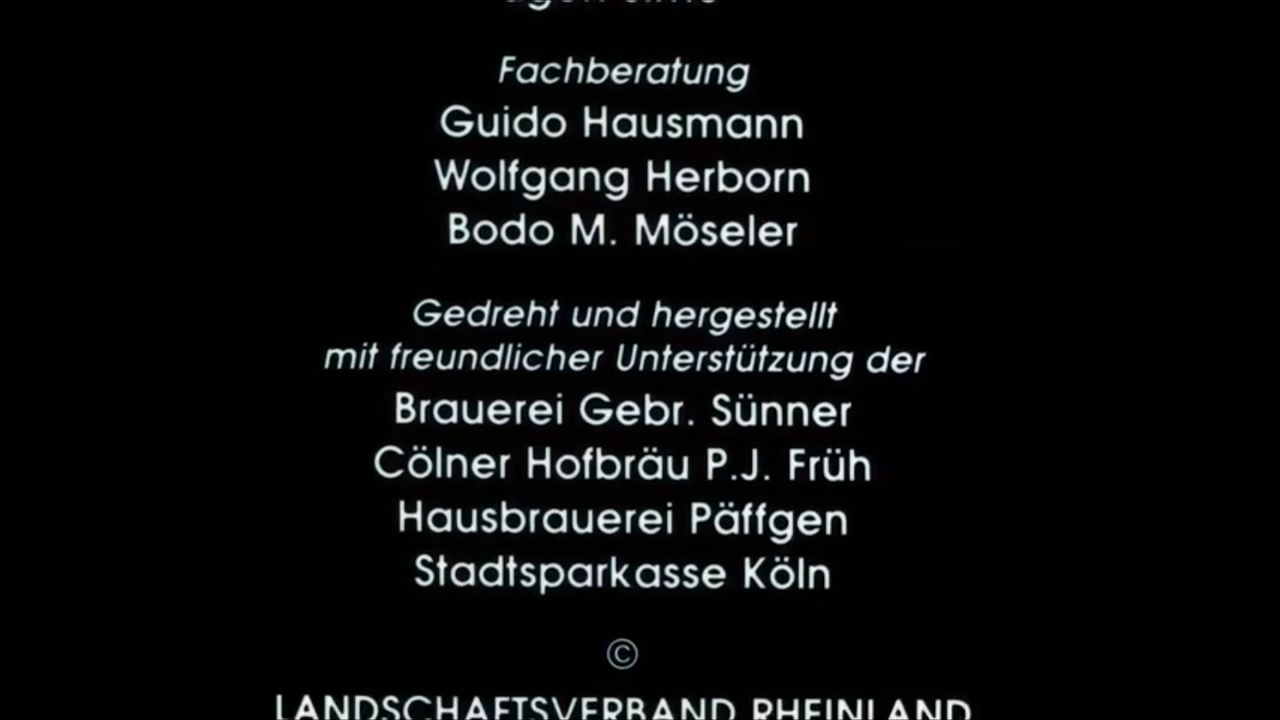 Fachberatung
Guido Hausmann
Wolfgang Herborn
Bodo M. Möseler
Gedreht und hergestellt
mit freundlicher Unterstützung der
Brauerei Gebr. Sünner
Cölner Hofbräu P.J. Früh
Hausbrauerei Päffgen
Stadtsparkasse Köln
©
LANDSCHAFTSVERBAND RHEINLAND